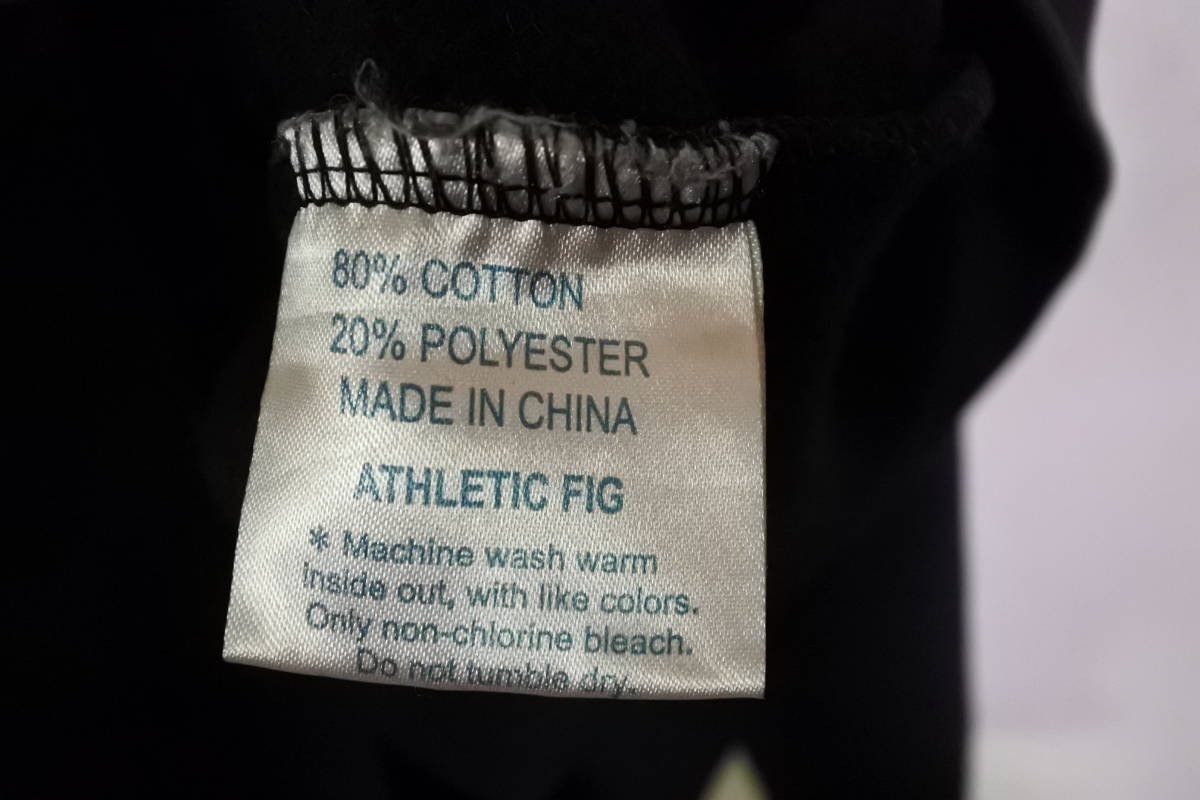 80% COTTON
20% POLYESTER
MADE IN CHINA
ATHLETIC FIG
* Machine wash warm
inside out, with like colors.
Only non-chlorine bleach.
Do not tumble dry.